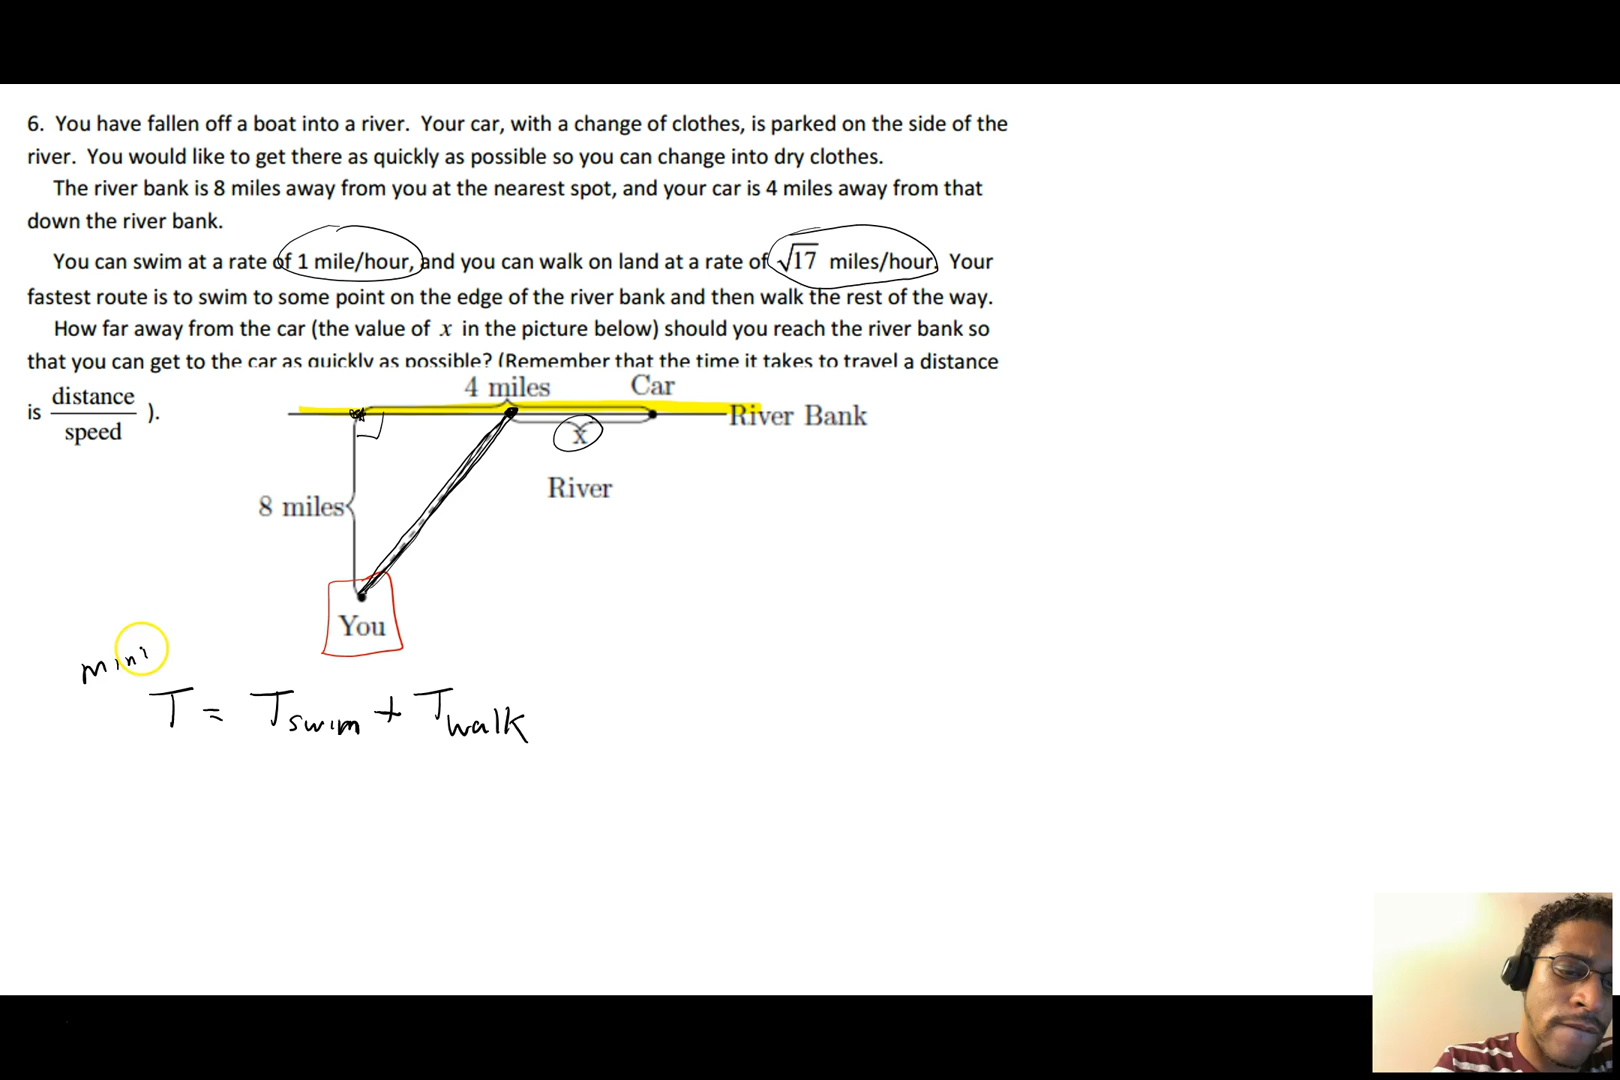 6. You have fallen off a boat into a river. Your car, with a change of clothes, is parked on the side of the
river. You would like to get there as quickly as possible so you can change into dry clothes.
The river bank is 8 miles away from you at the nearest spot, and your car is 4 miles away from that
down the river bank.
You can swim at a rate of 1 mile/hour, and you can walk on land at a rate of √17 miles/hour. Your
fastest route is to swim to some point on the edge of the river bank and then walk the rest of the way.
How far away from the car (the value of x in the picture below) should you reach the river bank so
that you can get to the car as quickly as possible? (Remember that the time it takes to travel a distance
is distance/speed ).
4 miles Car
River Bank
x
River
8 miles
You
mini
T = Tswim + Twalk